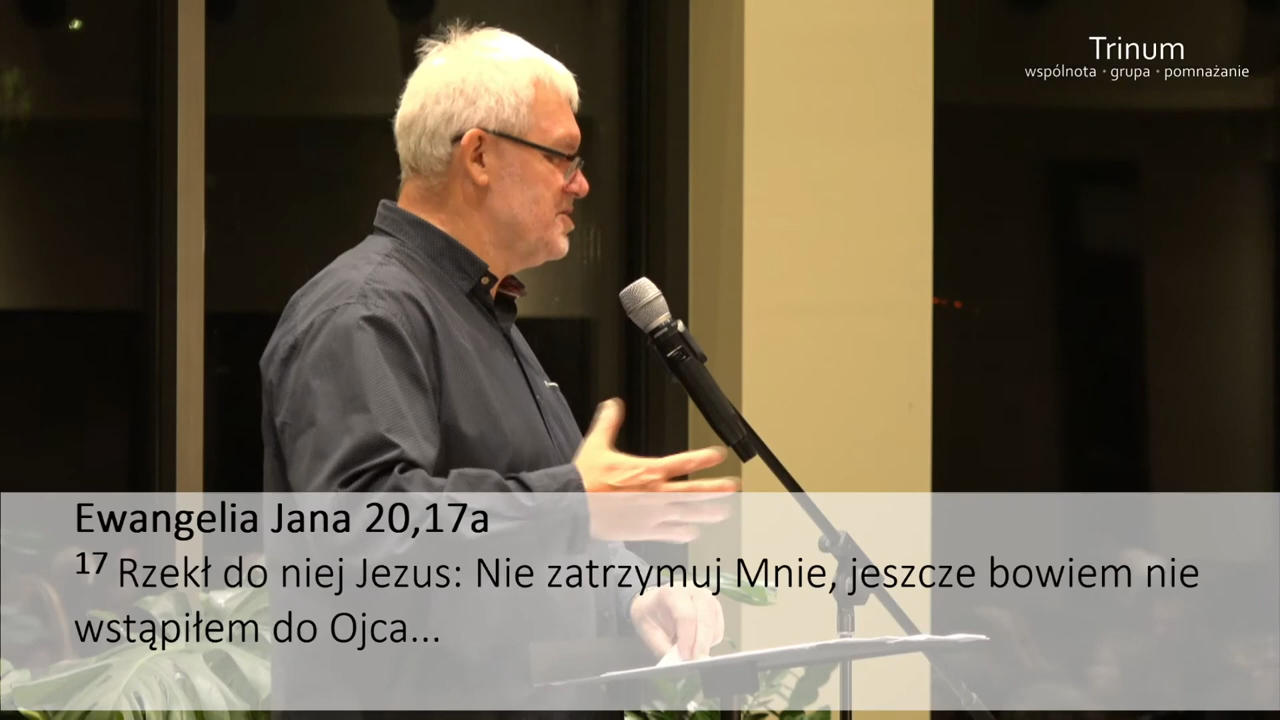 Trinum
wspólnota · grupa · pomnażanie
Ewangelia Jana 20,17a
17 Rzekł do niej Jezus: Nie zatrzymuj Mnie, jeszcze bowiem nie
wstąpiłem do Ojca...